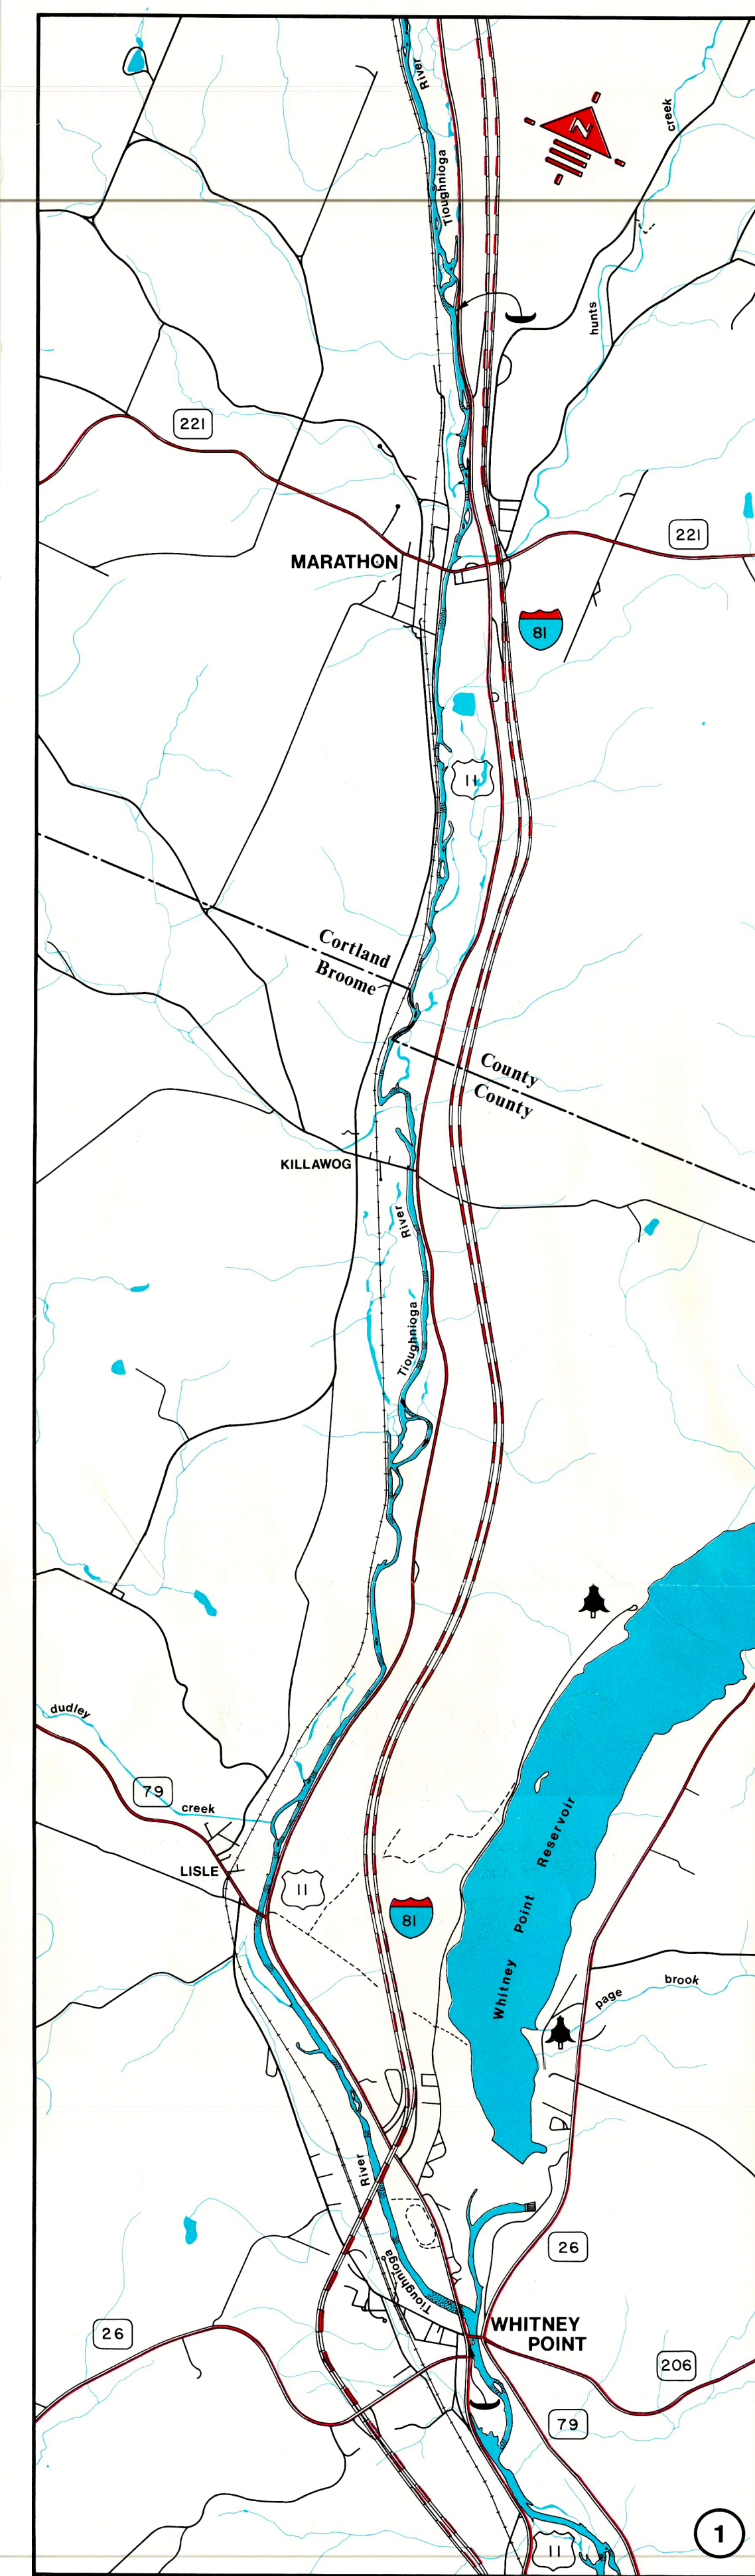 River
Tioughnioga
N
creek
hunts
221
221
MARATHON
81
11
Cortland
Broome
County
County
KILLAWOG
River
Tioughnioga
dudley
creek
79
LISLE
11
81
Whitney Point Reservoir
page brook
River
Tioughnioga
26
26
WHITNEY
POINT
206
79
11
1